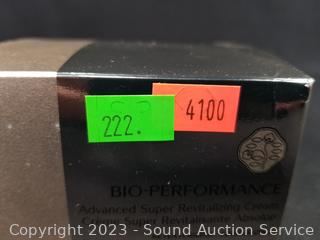 222.
4100
BIO-PERFORMANCE
Advanced Super Revitalizing Cream
Crème Super Revitalisante Absolue
Copyright 2023 - Sound Auction Service